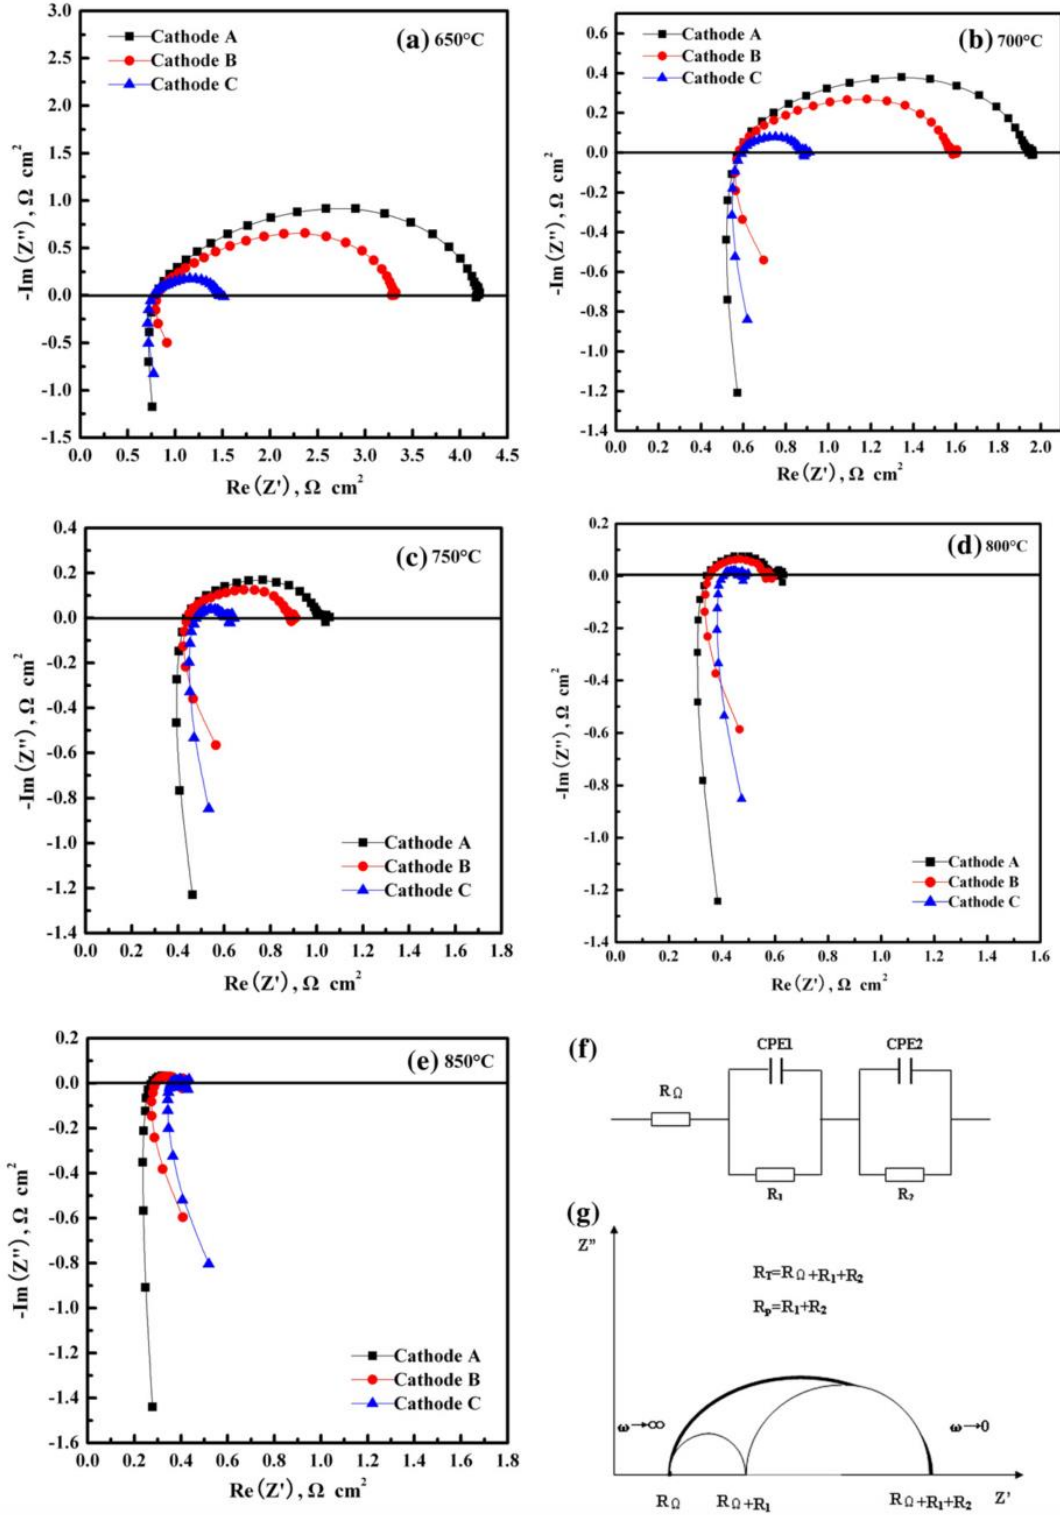 Cathode A
Cathode B
Cathode C
(a) 650°C
3.0
2.5
2.0
1.5
1.0
0.5
0.0
-0.5
-1.0
-1.5
-Im(Z''), Ω cm²
0.0 0.5 1.0 1.5 2.0 2.5 3.0 3.5 4.0 4.5
Re(Z'), Ω cm²
Cathode A
Cathode B
Cathode C
(b) 700°C
0.6
0.4
0.2
0.0
-0.2
-0.4
-0.6
-0.8
-1.0
-1.2
-1.4
-Im(Z''), Ω cm²
0.0 0.2 0.4 0.6 0.8 1.0 1.2 1.4 1.6 1.8 2.0
Re(Z'), Ω cm²
(c) 750°C
0.4
0.2
0.0
-0.2
-0.4
-0.6
-0.8
-1.0
-1.2
-1.4
-Im(Z''), Ω cm²
Cathode A
Cathode B
Cathode C
0.0 0.2 0.4 0.6 0.8 1.0 1.2 1.4 1.6 1.8
Re(Z'), Ω cm²
(d) 800°C
0.2
0.0
-0.2
-0.4
-0.6
-0.8
-1.0
-1.2
-1.4
-Im(Z''), Ω cm²
Cathode A
Cathode B
Cathode C
0.0 0.2 0.4 0.6 0.8 1.0 1.2 1.4 1.6
Re(Z'), Ω cm²
(e) 850°C
0.2
0.0
-0.2
-0.4
-0.6
-0.8
-1.0
-1.2
-1.4
-1.6
-Im(Z''), Ω cm²
Cathode A
Cathode B
Cathode C
0.0 0.2 0.4 0.6 0.8 1.0 1.2 1.4 1.6 1.8
Re(Z'), Ω cm²
(f)
CPE1 CPE2
RΩ
R₁ R₂
(g)
Z''
R_T=RΩ+R₁+R₂
R_p=R₁+R₂
ω→∞ ω→0
RΩ RΩ+R₁ RΩ+R₁+R₂ Z'